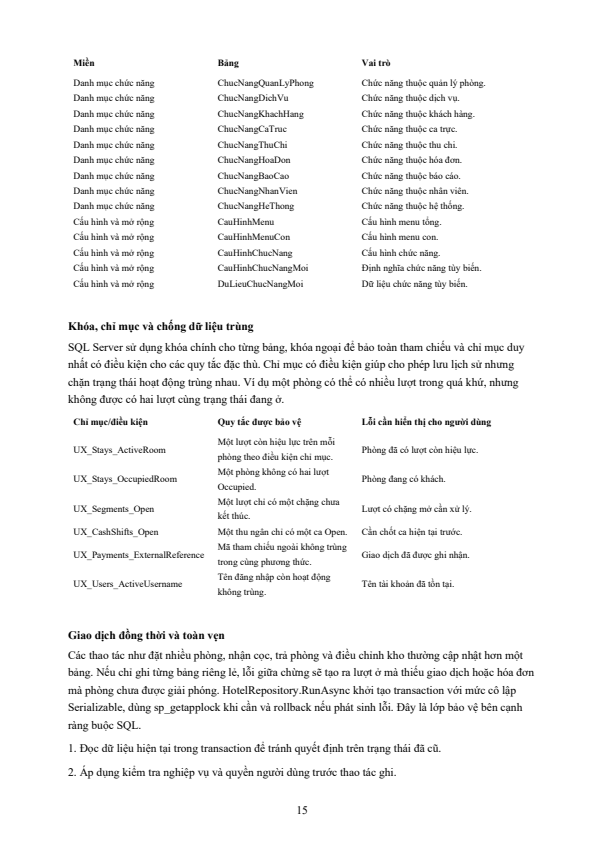 Miền Bảng Vai trò
Danh mục chức năng ChucNangQuanLyPhong Chức năng thuộc quản lý phòng.
Danh mục chức năng ChucNangDichVu Chức năng thuộc dịch vụ.
Danh mục chức năng ChucNangKhachHang Chức năng thuộc khách hàng.
Danh mục chức năng ChucNangCaTruc Chức năng thuộc ca trực.
Danh mục chức năng ChucNangThuChi Chức năng thuộc thu chi.
Danh mục chức năng ChucNangHoaDon Chức năng thuộc hóa đơn.
Danh mục chức năng ChucNangBaoCao Chức năng thuộc báo cáo.
Danh mục chức năng ChucNangNhanVien Chức năng thuộc nhân viên.
Danh mục chức năng ChucNangHeThong Chức năng thuộc hệ thống.
Cấu hình và mở rộng CauHinhMenu Cấu hình menu tổng.
Cấu hình và mở rộng CauHinhMenuCon Cấu hình menu con.
Cấu hình và mở rộng CauHinhChucNang Cấu hình chức năng.
Cấu hình và mở rộng CauHinhChucNangMoi Định nghĩa chức năng tùy biến.
Cấu hình và mở rộng DuLieuChucNangMoi Dữ liệu chức năng tùy biến.
Khóa, chỉ mục và chống dữ liệu trùng
SQL Server sử dụng khóa chính cho từng bảng, khóa ngoại để bảo toàn tham chiếu và chỉ mục duy
nhất có điều kiện cho các quy tắc đặc thù. Chỉ mục có điều kiện giúp cho phép lưu lịch sử nhưng
chặn trạng thái hoạt động trùng nhau. Ví dụ một phòng có thể có nhiều lượt trong quá khứ, nhưng
không được có hai lượt cùng trạng thái đang ở.
Chỉ mục/điều kiện Quy tắc được bảo vệ Lỗi cần hiển thị cho người dùng
UX_Stays_ActiveRoom Một lượt còn hiệu lực trên mỗi
phòng theo điều kiện chỉ mục. Phòng đã có lượt còn hiệu lực.
UX_Stays_OccupiedRoom Một phòng không có hai lượt
Occupied. Phòng đang có khách.
UX_Segments_Open Một lượt chỉ có một chặng chưa
kết thúc. Lượt có chặng mở cần xử lý.
UX_CashShifts_Open Một thu ngân chỉ có một ca Open. Cần chốt ca hiện tại trước.
UX_Payments_ExternalReference Mã tham chiếu ngoài không trùng
trong cùng phương thức. Giao dịch đã được ghi nhận.
UX_Users_ActiveUsername Tên đăng nhập còn hoạt động
không trùng. Tên tài khoản đã tồn tại.
Giao dịch đồng thời và toàn vẹn
Các thao tác như đặt nhiều phòng, nhận cọc, trả phòng và điều chỉnh kho thường cập nhật hơn một
bảng. Nếu chỉ ghi từng bảng riêng lẻ, lỗi giữa chừng sẽ tạo ra lượt ở mà thiếu giao dịch hoặc hóa đơn
mà phòng chưa được giải phóng. HotelRepository.RunAsync khởi tạo transaction với mức cô lập
Serializable, dùng sp_getapplock khi cần và rollback nếu phát sinh lỗi. Đây là lớp bảo vệ bên cạnh
ràng buộc SQL.
1. Đọc dữ liệu hiện tại trong transaction để tránh quyết định trên trạng thái đã cũ.
2. Áp dụng kiểm tra nghiệp vụ và quyền người dùng trước thao tác ghi.
15